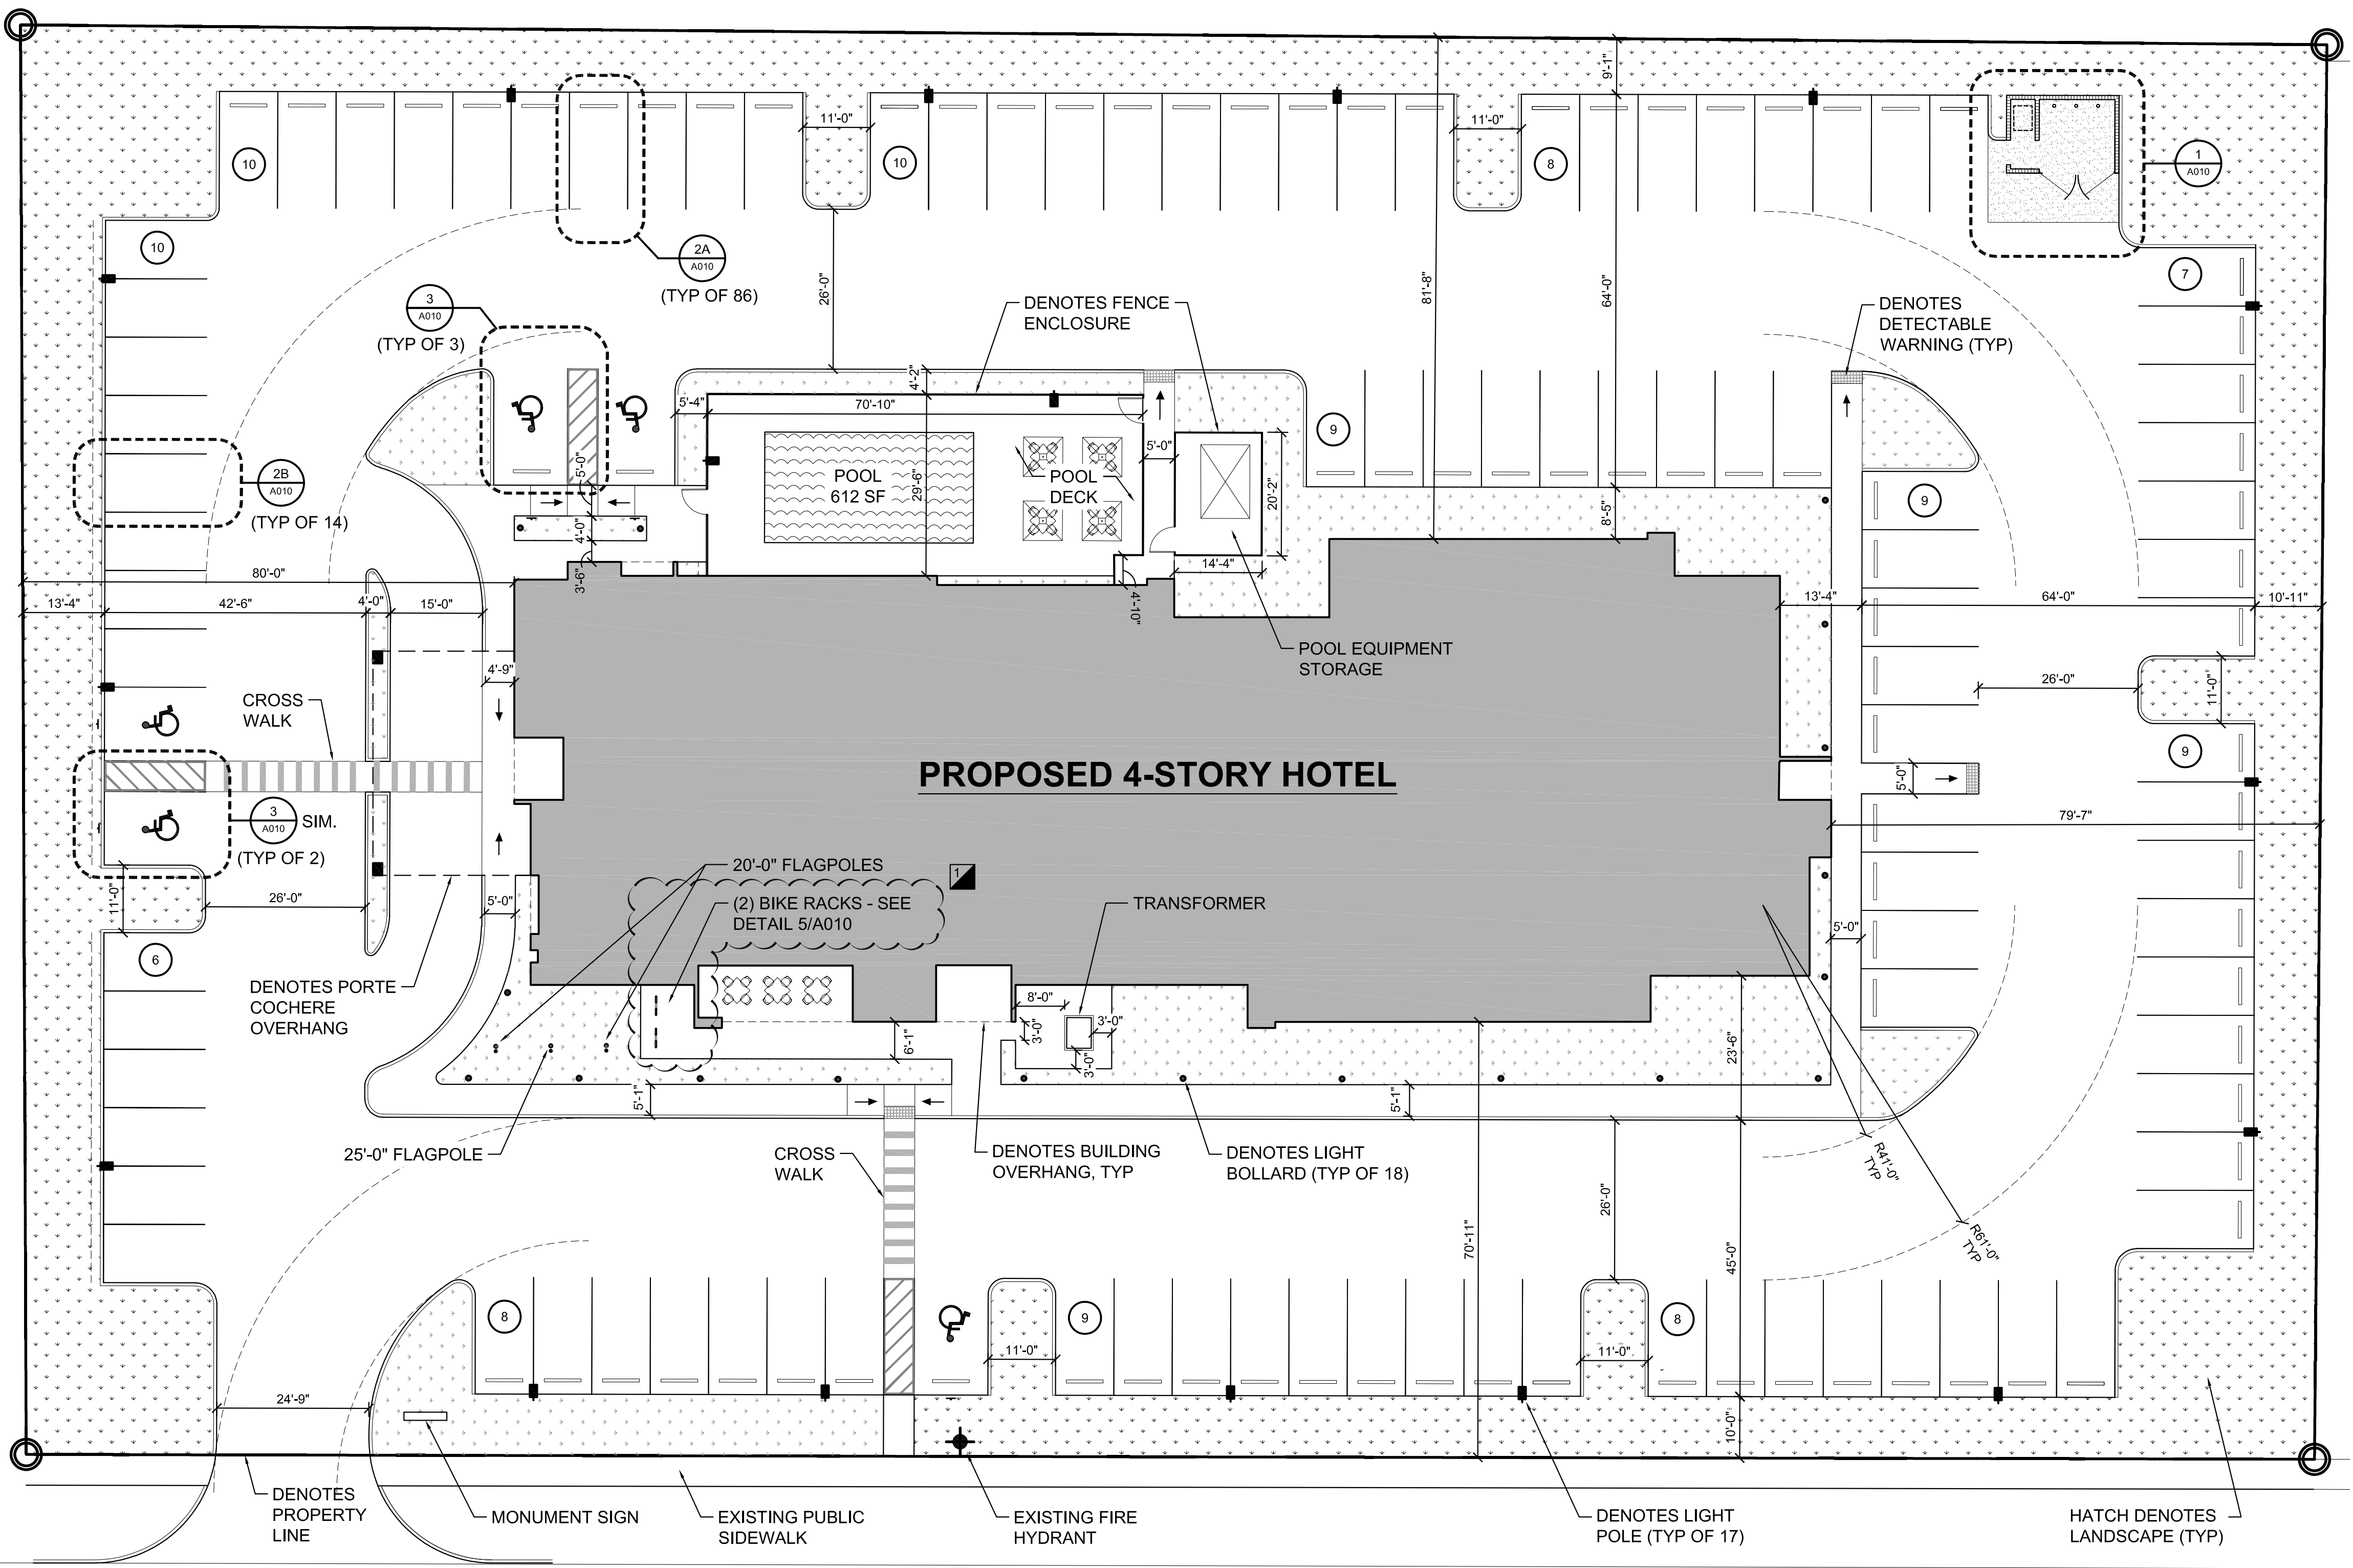 9'-1"
11'-0"
11'-0"
10
10
8
1
A010
10
2A
A010
(TYP OF 86)
7
3
A010
(TYP OF 3)
26'-0"
81'-8"
64'-0"
DENOTES FENCE
ENCLOSURE
DENOTES
DETECTABLE
WARNING (TYP)
4'-2"
5'-4"
70'-10"
9
5'-0"
5'-0"
2B
A010
(TYP OF 14)
POOL
612 SF
29'-6"
POOL
DECK
20'-2"
9
8'-5"
4'-0"
14'-4"
80'-0"
3'-6"
4'-10"
13'-4"
42'-6"
4'-0"
15'-0"
13'-4"
64'-0"
10'-11"
POOL EQUIPMENT
STORAGE
4'-9"
26'-0"
11'-0"
CROSS
WALK
9
PROPOSED 4-STORY HOTEL
5'-0"
3
A010
SIM.
(TYP OF 2)
79'-7"
20'-0" FLAGPOLES
1
(2) BIKE RACKS - SEE
DETAIL 5/A010
TRANSFORMER
11'-0"
26'-0"
5'-0"
5'-0"
6
DENOTES PORTE
COCHERE
OVERHANG
8'-0"
3'-0"
3'-0"
3'-0"
6'-1"
23'-6"
5'-1"
5'-1"
25'-0" FLAGPOLE
CROSS
WALK
DENOTES BUILDING
OVERHANG, TYP
DENOTES LIGHT
BOLLARD (TYP OF 18)
R41'-0"
TYP
R61'-0"
TYP
26'-0"
70'-11"
45'-0"
8
9
8
11'-0"
11'-0"
24'-9"
10'-0"
DENOTES
PROPERTY
LINE
MONUMENT SIGN
EXISTING PUBLIC
SIDEWALK
EXISTING FIRE
HYDRANT
DENOTES LIGHT
POLE (TYP OF 17)
HATCH DENOTES
LANDSCAPE (TYP)